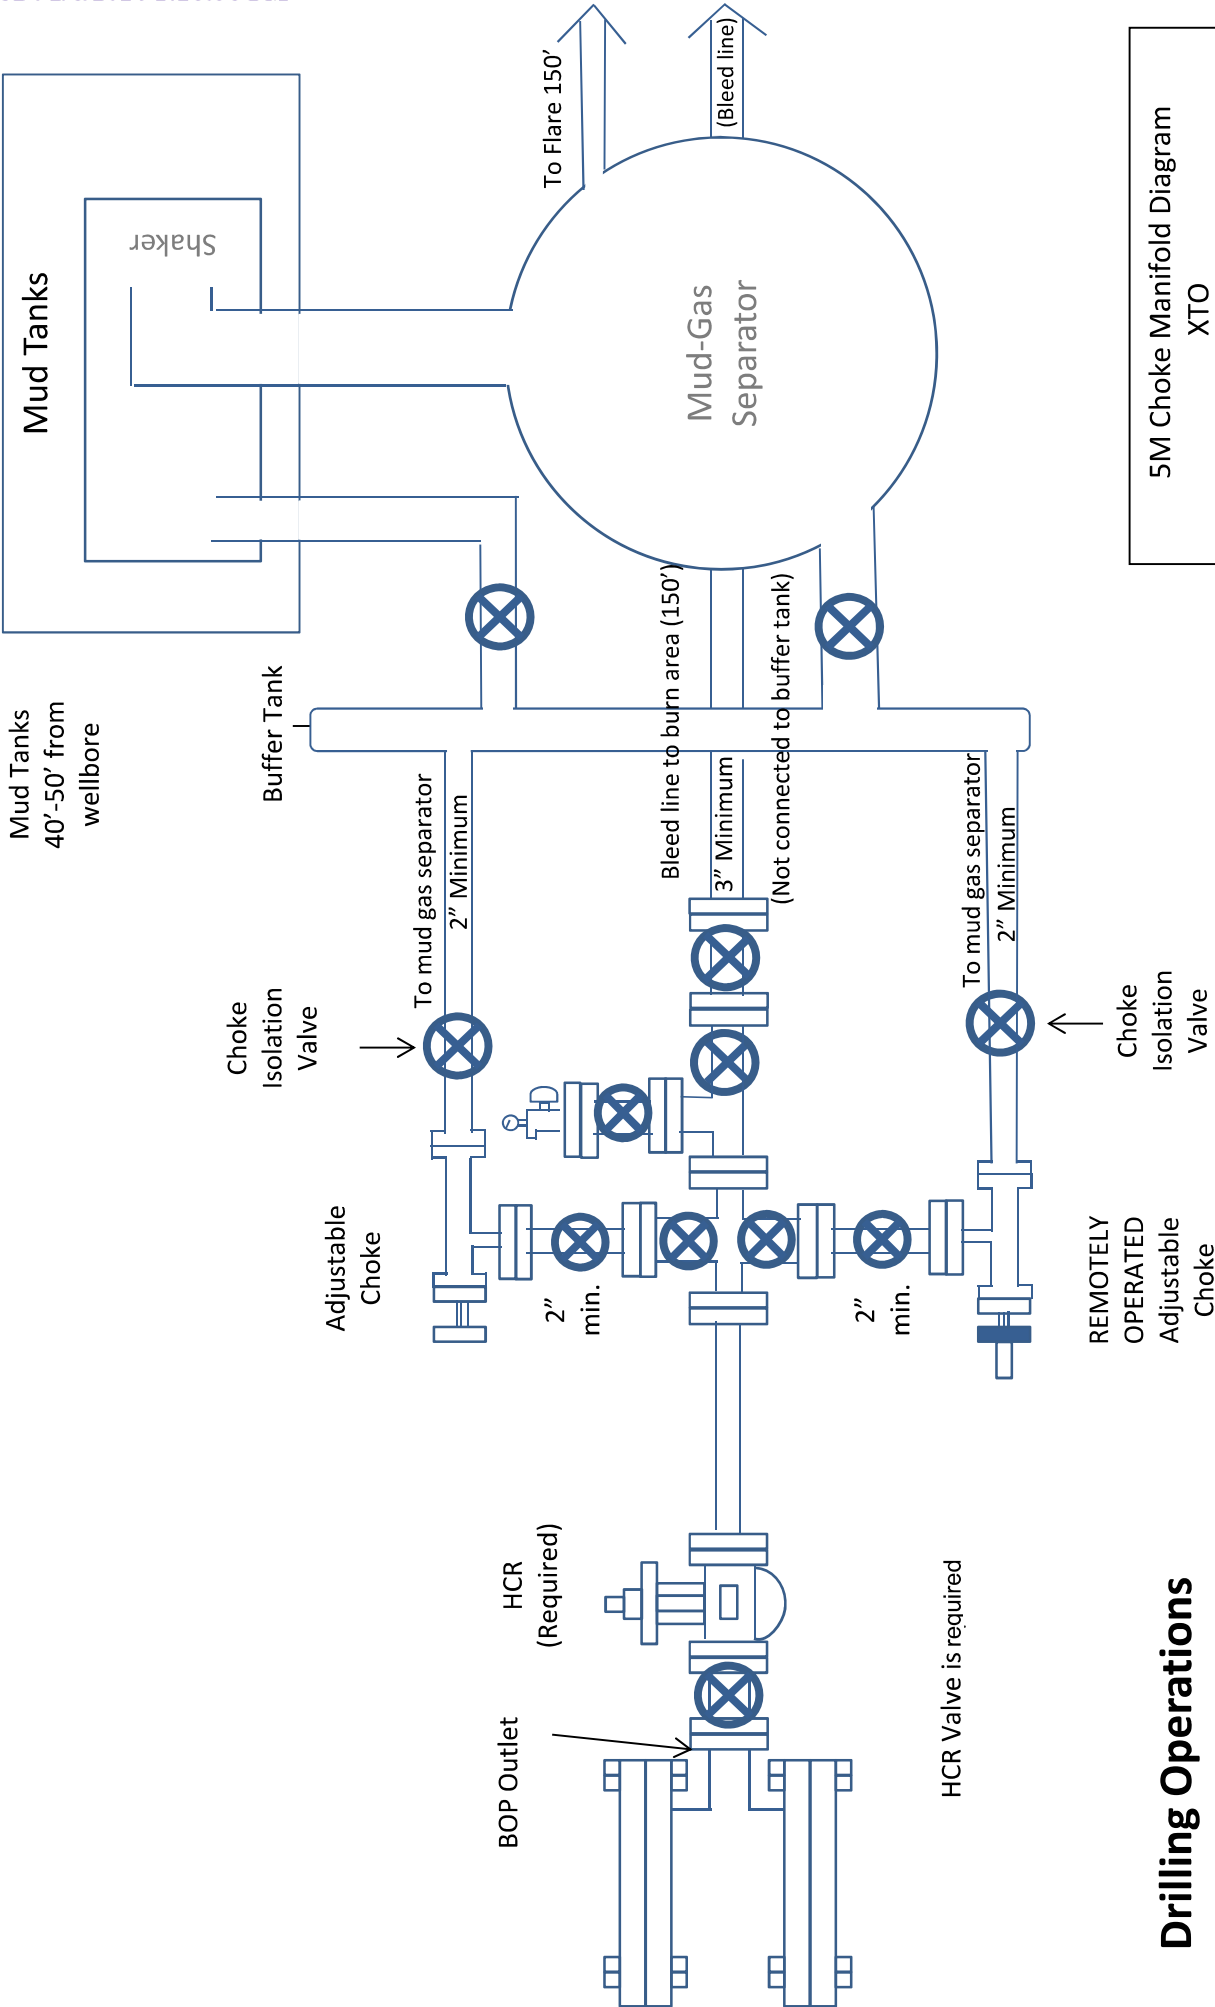 Drilling Operations
5M Choke Manifold Diagram
XTO
Mud Tanks
40’-50’ from
wellbore
Mud Tanks
Shaker
Buffer Tank
To Flare 150’
(Bleed line)
Mud-Gas
Separator
Choke
Isolation
Valve
To mud gas separator
2” Minimum
Bleed line to burn area (150’)
3” Minimum
(Not connected to buffer tank)
To mud gas separator
2” Minimum
Choke
Isolation
Valve
Adjustable
Choke
2”
min.
2”
min.
REMOTELY
OPERATED
Adjustable
Choke
HCR
(Required)
BOP Outlet
HCR Valve is required